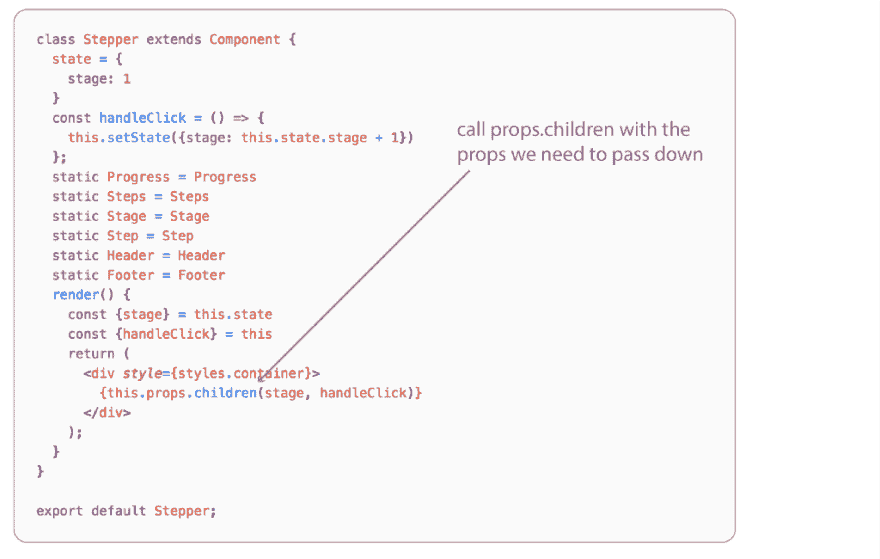 class Stepper extends Component {
  state = {
    stage: 1
  }
  const handleClick = () => {
    this.setState({stage: this.state.stage + 1})
  };
  static Progress = Progress
  static Steps = Steps
  static Stage = Stage
  static Step = Step
  static Header = Header
  static Footer = Footer
  render() {
    const {stage} = this.state
    const {handleClick} = this
    return (
      <div style={styles.container}>
        {this.props.children(stage, handleClick)}
      </div>
    );
  }
}
export default Stepper;
call props.children with the
props we need to pass down